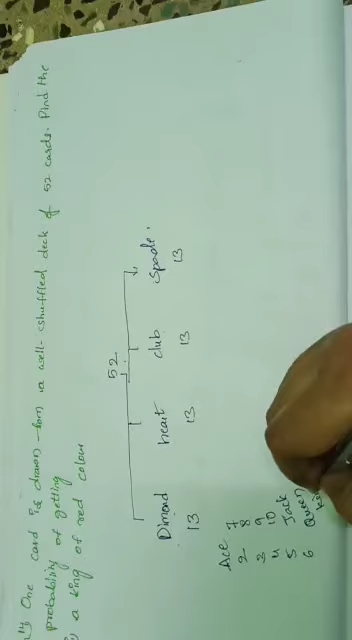 14 One card is drawn from a well-shuffled deck of 52 cards. Find the
probability of getting
) a king of red colour
52
Dimond heart club Spade.
13 13 13 13
Ace 7
2 8
3 9
4 10
5 Jack
6 Queen